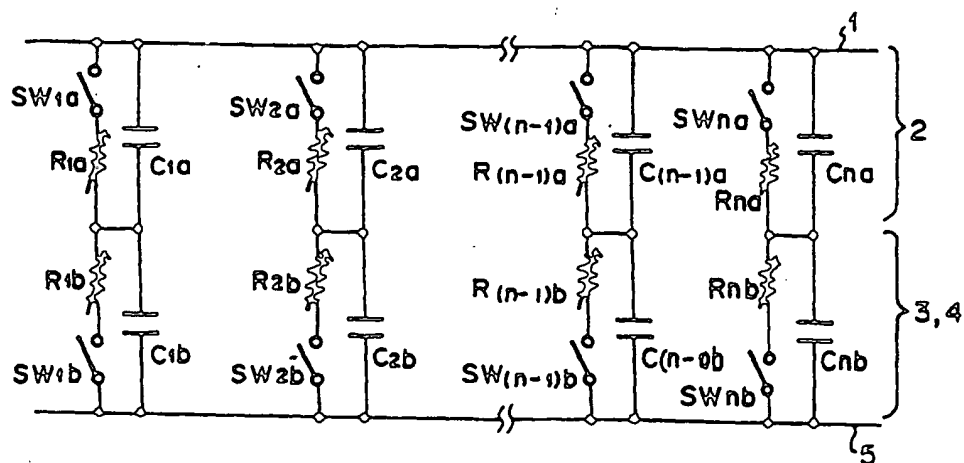 1
SW1a
SW2a
SW(n-1)a
SWna
2
R1a
C1a
R2a
C2a
R(n-1)a
C(n-1)a
Rna
Cna
R1b
R2b
R(n-1)b
Rnb
3, 4
C1b
C2b
C(n-1)b
Cnb
SW1b
SW2b
SW(n-1)b
SWnb
5